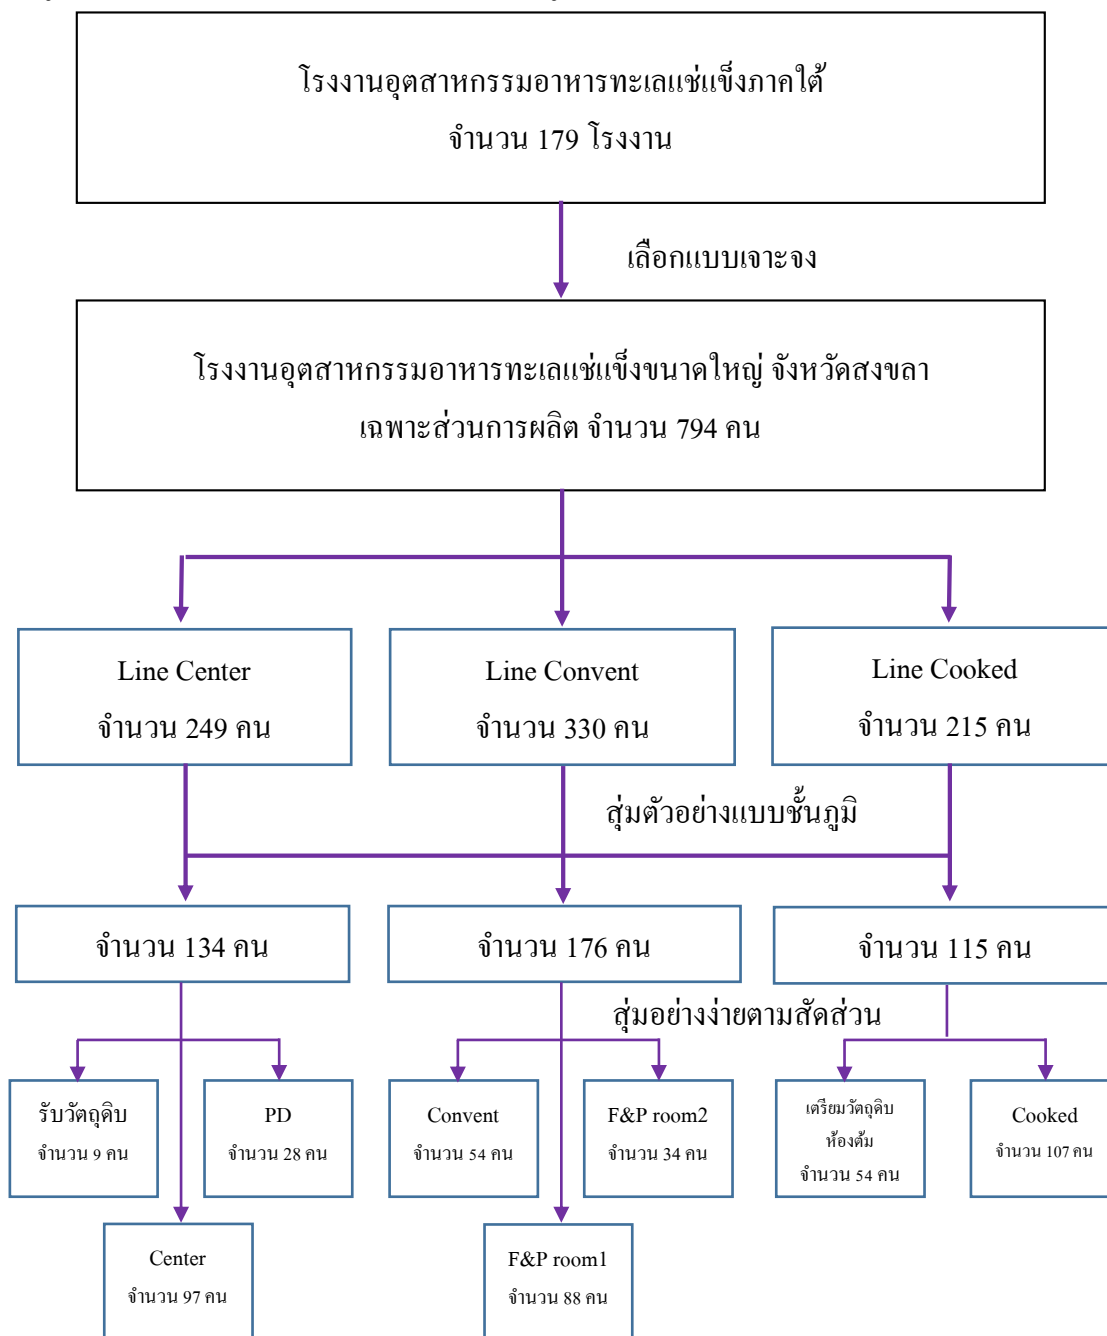 โรงงานอุตสาหกรรมอาหารทะเลแช่แข็งภาคใต้
จำนวน 179 โรงงาน
เลือกแบบเจาะจง
โรงงานอุตสาหกรรมอาหารทะเลแช่แข็งขนาดใหญ่ จังหวัดสงขลา
เฉพาะส่วนการผลิต จำนวน 794 คน
Line Center
จำนวน 249 คน
Line Convent
จำนวน 330 คน
Line Cooked
จำนวน 215 คน
สุ่มตัวอย่างแบบชั้นภูมิ
จำนวน 134 คน
จำนวน 176 คน
จำนวน 115 คน
สุ่มอย่างง่ายตามสัดส่วน
รับวัตถุดิบ
จำนวน 9 คน
PD
จำนวน 28 คน
Convent
จำนวน 54 คน
F&P room2
จำนวน 34 คน
เตรียมวัตถุดิบ
ห้องต้ม
จำนวน 54 คน
Cooked
จำนวน 107 คน
Center
จำนวน 97 คน
F&P room1
จำนวน 88 คน